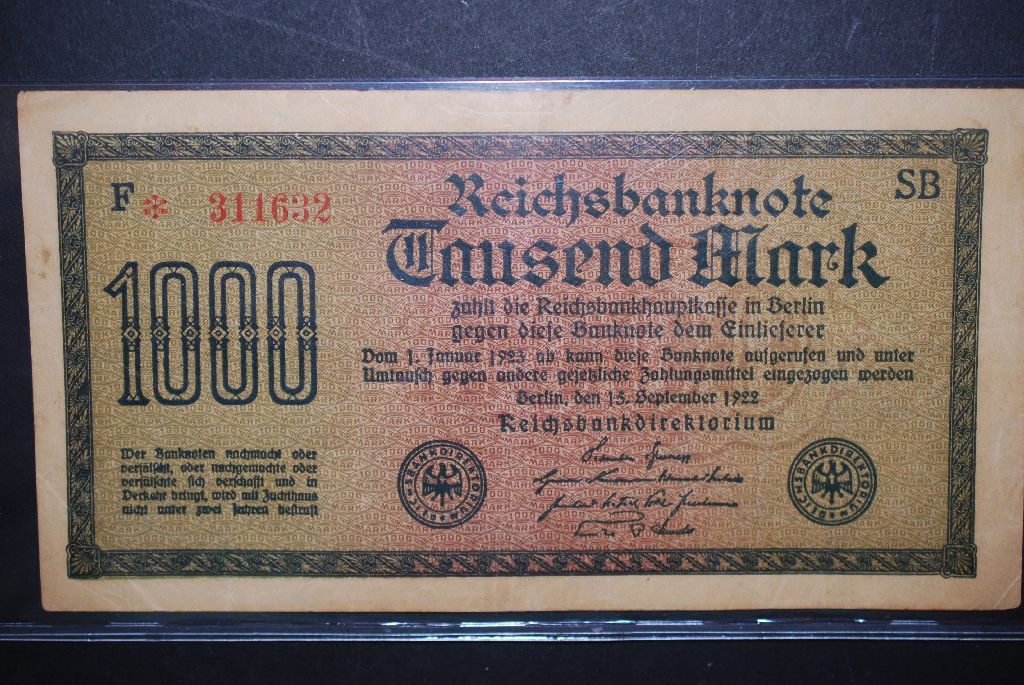 F * 311632
SB
Reichsbanknote
Tausend Mark
1000
zahlt die Reichsbankhauptkasse in Berlin
gegen diese Banknote dem Einlieferer
Vom 1. Januar 1923 ab kann diese Banknote aufgerufen und unter
Umtausch gegen andere gesetzliche Zahlungsmittel eingezogen werden
Berlin, den 15. September 1922
Reichsbankdirektorium
Wer Banknoten nachmacht oder
verfälscht, oder nachgemachte oder
verfälschte sich verschafft und in
Verkehr bringt, wird mit Zuchthaus
nicht unter zwei Jahren bestraft
REICHSBANKDIREKTORIUM
REICHSBANKDIREKTORIUM